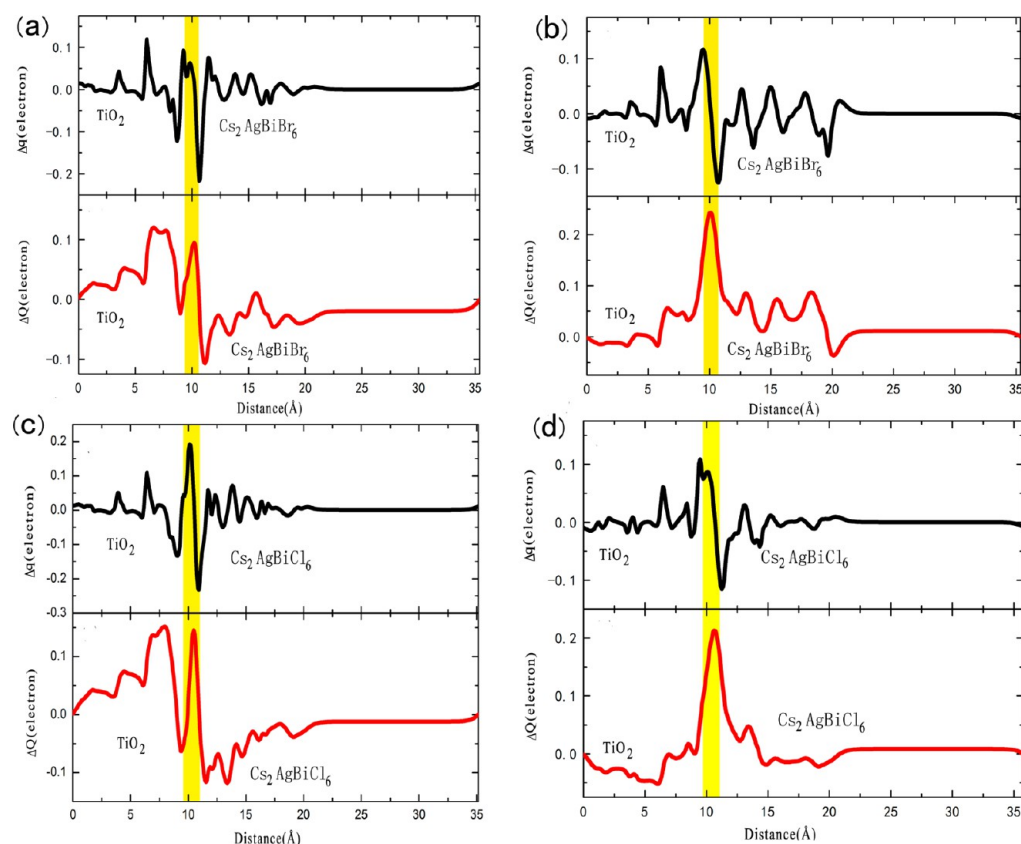 (a)
0.1
0.0
-0.1
-0.2
Δq(electron)
TiO2
Cs2AgBiBr6
0.1
0.0
-0.1
ΔQ(electron)
TiO2
Cs2AgBiBr6
0 5 10 15 20 25 30 35
Distance(Å)
(b)
0.1
0.0
-0.1
Δq(electron)
TiO2
Cs2AgBiBr6
0.2
0.1
0.0
ΔQ(electron)
TiO2
Cs2AgBiBr6
0 5 10 15 20 25 30 35
Distance(Å)
(c)
0.2
0.1
0.0
-0.1
-0.2
-0.3
Δq(electron)
TiO2
Cs2AgBiCl6
0.1
0.0
-0.1
ΔQ(electron)
TiO2
Cs2AgBiCl6
0 5 10 15 20 25 30 35
Distance(Å)
(d)
0.1
0.0
-0.1
Δq(electron)
TiO2
Cs2AgBiCl6
0.2
0.1
0.0
ΔQ(electron)
TiO2
Cs2AgBiCl6
0 5 10 15 20 25 30 35
Distance(Å)